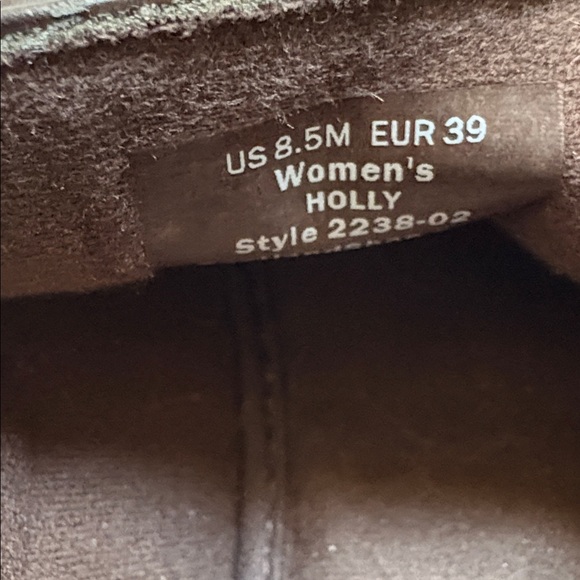 US 8.5M EUR 39
Women's
HOLLY
Style 2238-02